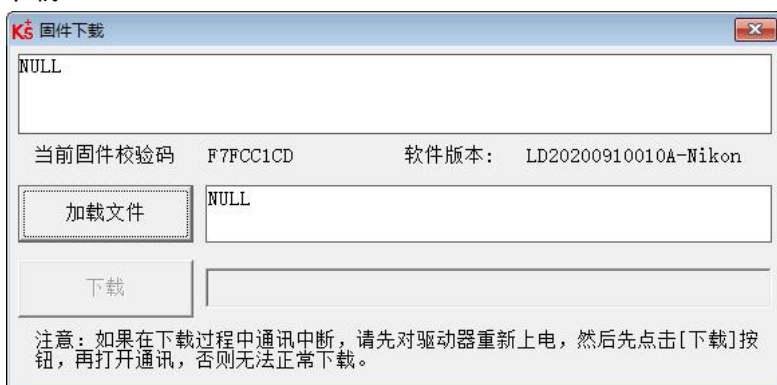 KS 固件下载
NULL
当前固件校验码 F7FCC1CD 软件版本: LD20200910010A-Nikon
加载文件 NULL
下载
注意：如果在下载过程中通讯中断，请先对驱动器重新上电，然后先点击[下载]按
钮，再打开通讯，否则无法正常下载。